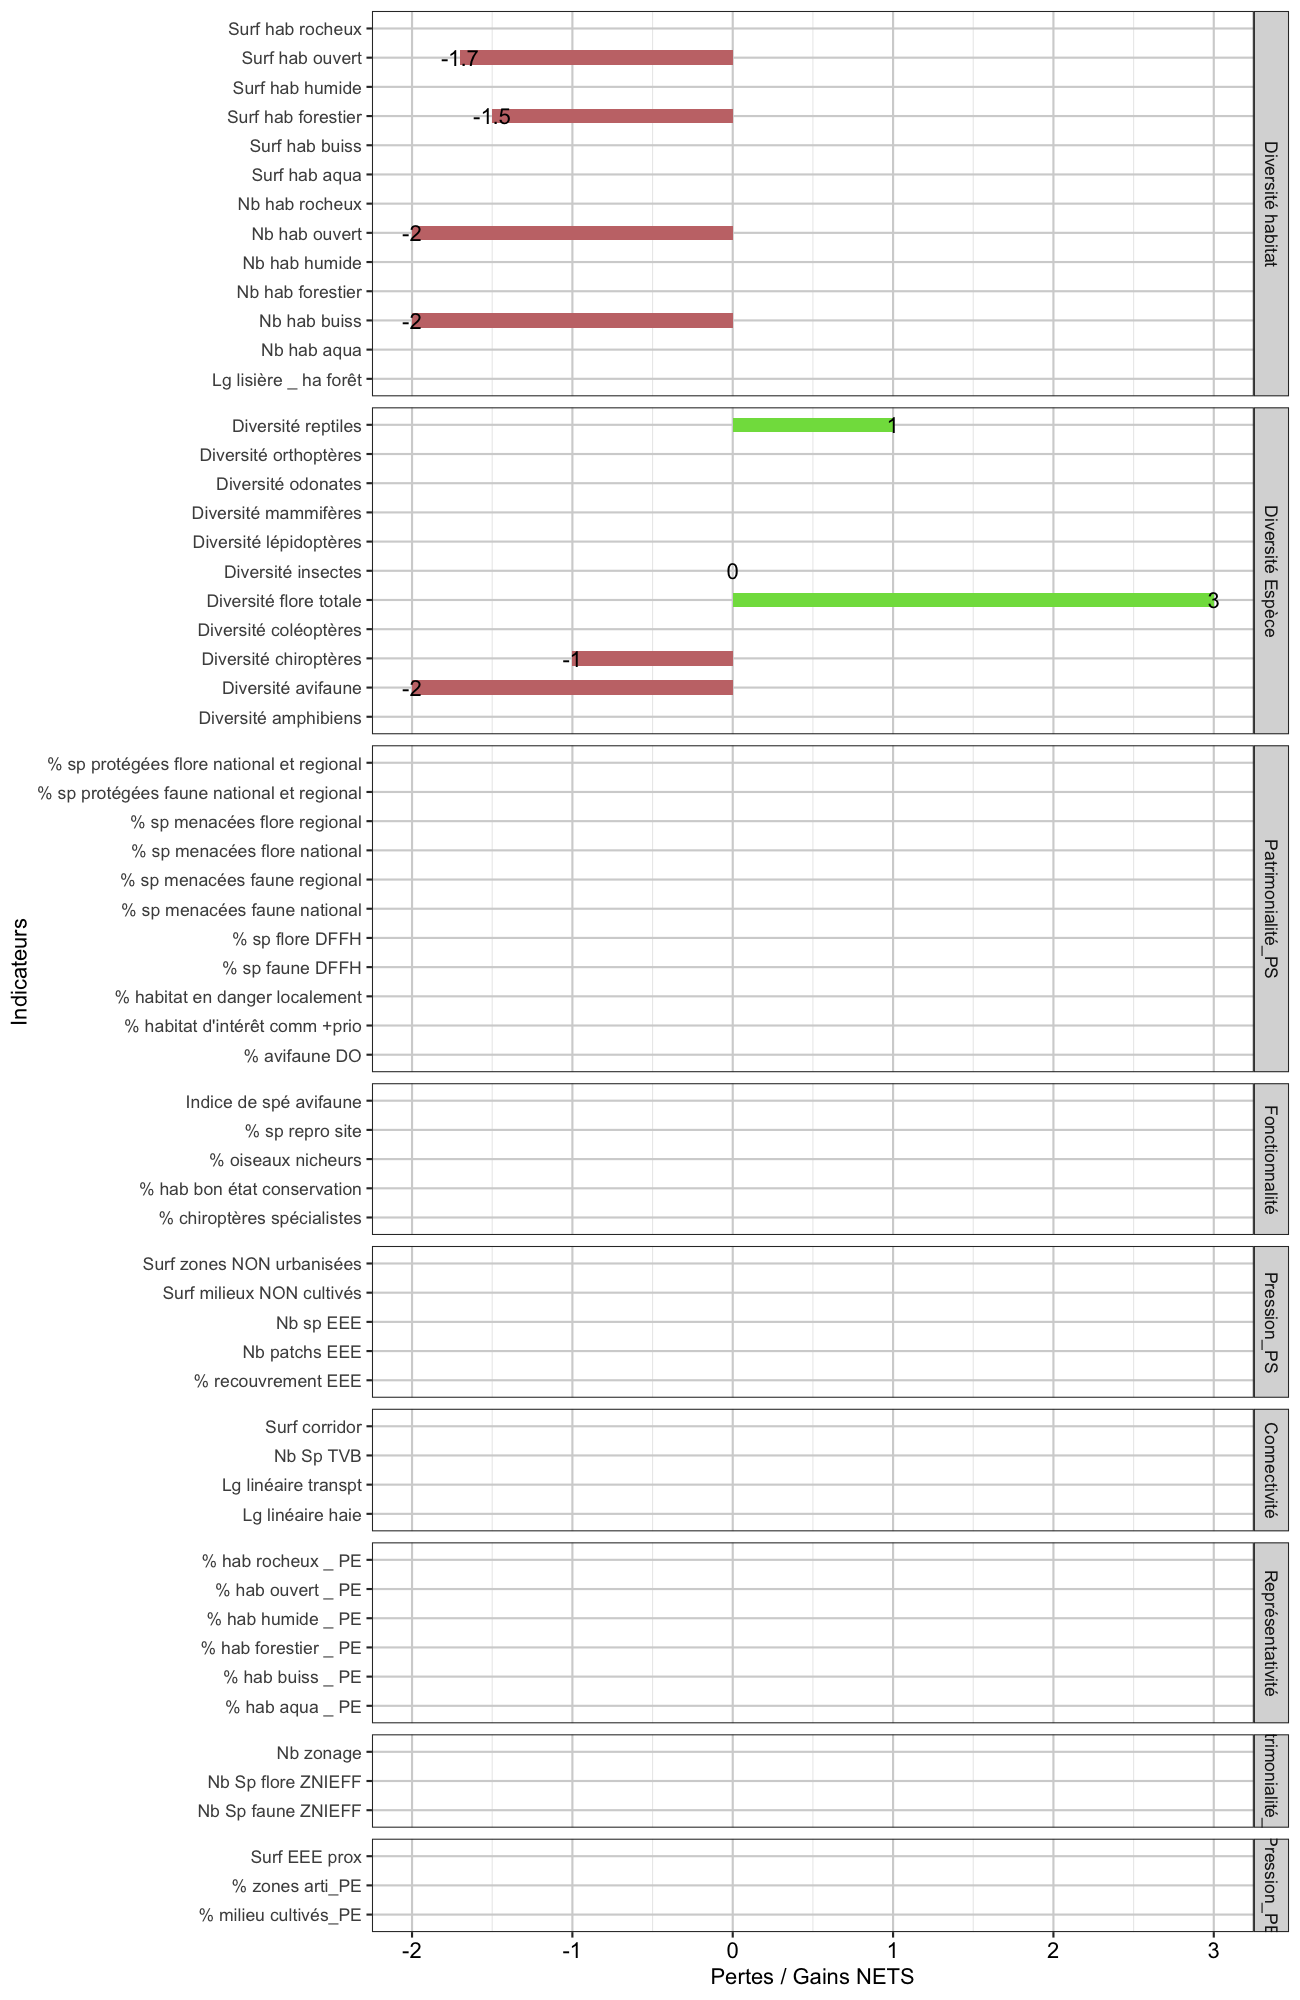 Surf hab rocheux
Surf hab ouvert
-1.7
Surf hab humide
Surf hab forestier
-1.5
Surf hab buiss
Surf hab aqua
Nb hab rocheux
Nb hab ouvert
-2
Nb hab humide
Nb hab forestier
Nb hab buiss
-2
Nb hab aqua
Lg lisière _ ha forêt
Diversité habitat
Diversité reptiles
1
Diversité orthoptères
Diversité odonates
Diversité mammifères
Diversité lépidoptères
Diversité insectes
0
Diversité flore totale
3
Diversité coléoptères
Diversité chiroptères
-1
Diversité avifaune
-2
Diversité amphibiens
Diversité Espèce
% sp protégées flore national et regional
% sp protégées faune national et regional
% sp menacées flore regional
% sp menacées flore national
% sp menacées faune regional
% sp menacées faune national
% sp flore DFFH
% sp faune DFFH
% habitat en danger localement
% habitat d'intérêt comm +prio
% avifaune DO
Patrimonialité_PS
Indice de spé avifaune
% sp repro site
% oiseaux nicheurs
% hab bon état conservation
% chiroptères spécialistes
Fonctionnalité
Surf zones NON urbanisées
Surf milieux NON cultivés
Nb sp EEE
Nb patchs EEE
% recouvrement EEE
Pression_PS
Surf corridor
Nb Sp TVB
Lg linéaire transpt
Lg linéaire haie
Connectivité
% hab rocheux _ PE
% hab ouvert _ PE
% hab humide _ PE
% hab forestier _ PE
% hab buiss _ PE
% hab aqua _ PE
Représentativité
Nb zonage
Nb Sp flore ZNIEFF
Nb Sp faune ZNIEFF
trimonialité_
Surf EEE prox
% zones arti_PE
% milieu cultivés_PE
Pression_PE
-2
-1
0
1
2
3
Pertes / Gains NETS
Indicateurs